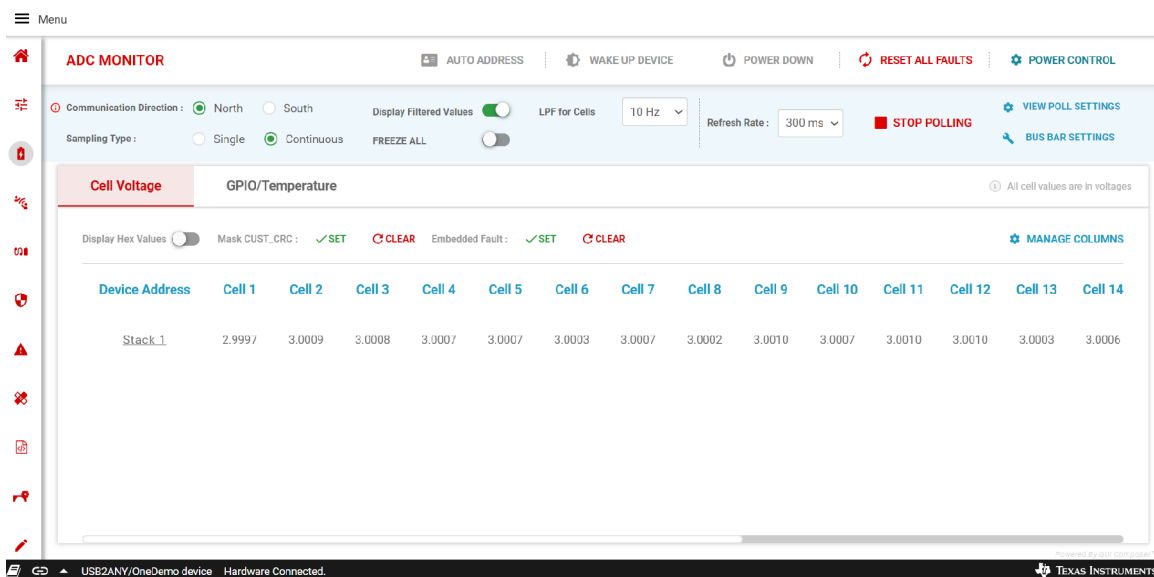 Menu
ADC MONITOR AUTO ADDRESS WAKE UP DEVICE POWER DOWN RESET ALL FAULTS POWER CONTROL
Communication Direction : North South Display Filtered Values LPF for Cells 10 Hz Refresh Rate : 300 ms STOP POLLING VIEW POLL SETTINGS
Sampling Type : Single Continuous FREEZE ALL BUS BAR SETTINGS
Cell Voltage GPIO/Temperature All cell values are in voltages
Display Hex Values Mask CUST_CRC : SET CLEAR Embedded Fault : SET CLEAR MANAGE COLUMNS
Device Address Cell 1 Cell 2 Cell 3 Cell 4 Cell 5 Cell 6 Cell 7 Cell 8 Cell 9 Cell 10 Cell 11 Cell 12 Cell 13 Cell 14
Stack 1 2.9997 3.0009 3.0008 3.0007 3.0007 3.0003 3.0007 3.0002 3.0010 3.0007 3.0010 3.0010 3.0003 3.0006
Powered By GUI Composer™
USB2ANY/OneDemo device Hardware Connected. TEXAS INSTRUMENTS